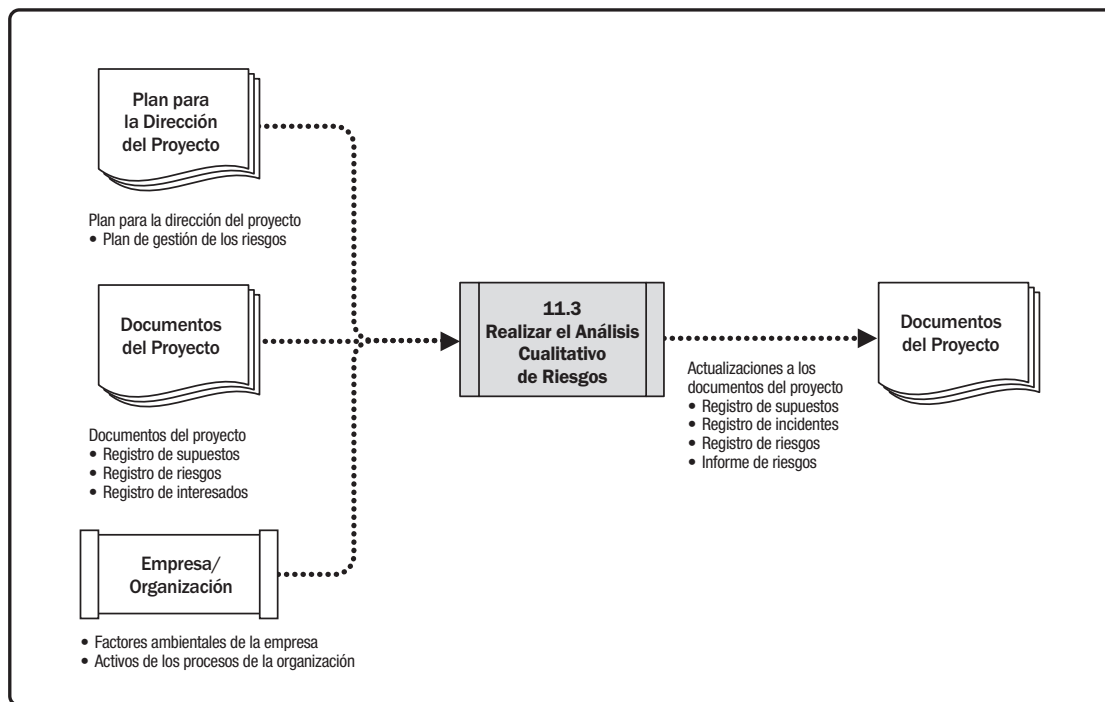 Plan para
la Dirección
del Proyecto
Plan para la dirección del proyecto
• Plan de gestión de los riesgos
Documentos
del Proyecto
Documentos del proyecto
• Registro de supuestos
• Registro de riesgos
• Registro de interesados
Empresa/
Organización
• Factores ambientales de la empresa
• Activos de los procesos de la organización
11.3
Realizar el Análisis
Cualitativo
de Riesgos
Actualizaciones a los
documentos del proyecto
• Registro de supuestos
• Registro de incidentes
• Registro de riesgos
• Informe de riesgos
Documentos
del Proyecto